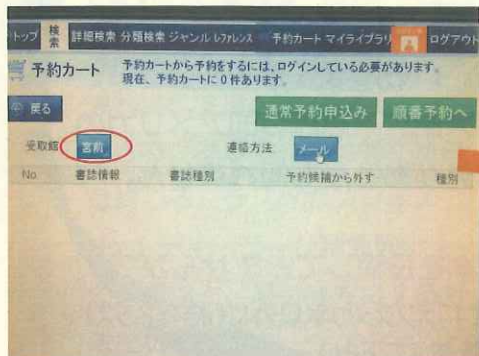 トップ 検索 詳細検索 分類検索 ジャンル レファレンス 予約カート マイライブラリ ログアウト
予約カート
予約カートから予約をするには、ログインしている必要があります。
現在、予約カートに0件あります。
戻る 通常予約申込み 順番予約へ
受取館 宮前 連絡方法 メール
No. 書誌情報 書誌種別 予約候補から外す 種別